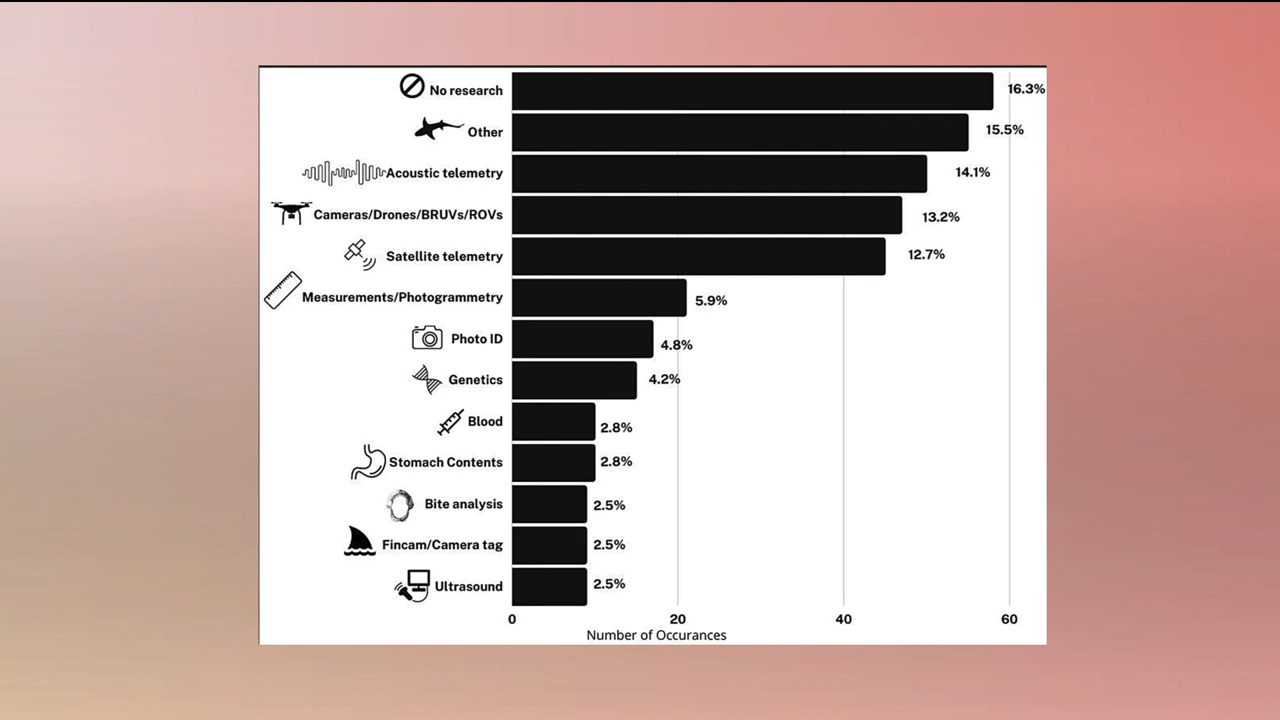 No research 16.3%
Other 15.5%
Acoustic telemetry 14.1%
Cameras/Drones/BRUVs/ROVs 13.2%
Satellite telemetry 12.7%
Measurements/Photogrammetry 5.9%
Photo ID 4.8%
Genetics 4.2%
Blood 2.8%
Stomach Contents 2.8%
Bite analysis 2.5%
Fincam/Camera tag 2.5%
Ultrasound 2.5%
0 20 40 60
Number of Occurances